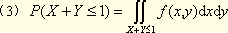 (3) P(X+Y≤1) = ∬_{X+Y≤1} f(x,y)dxdy